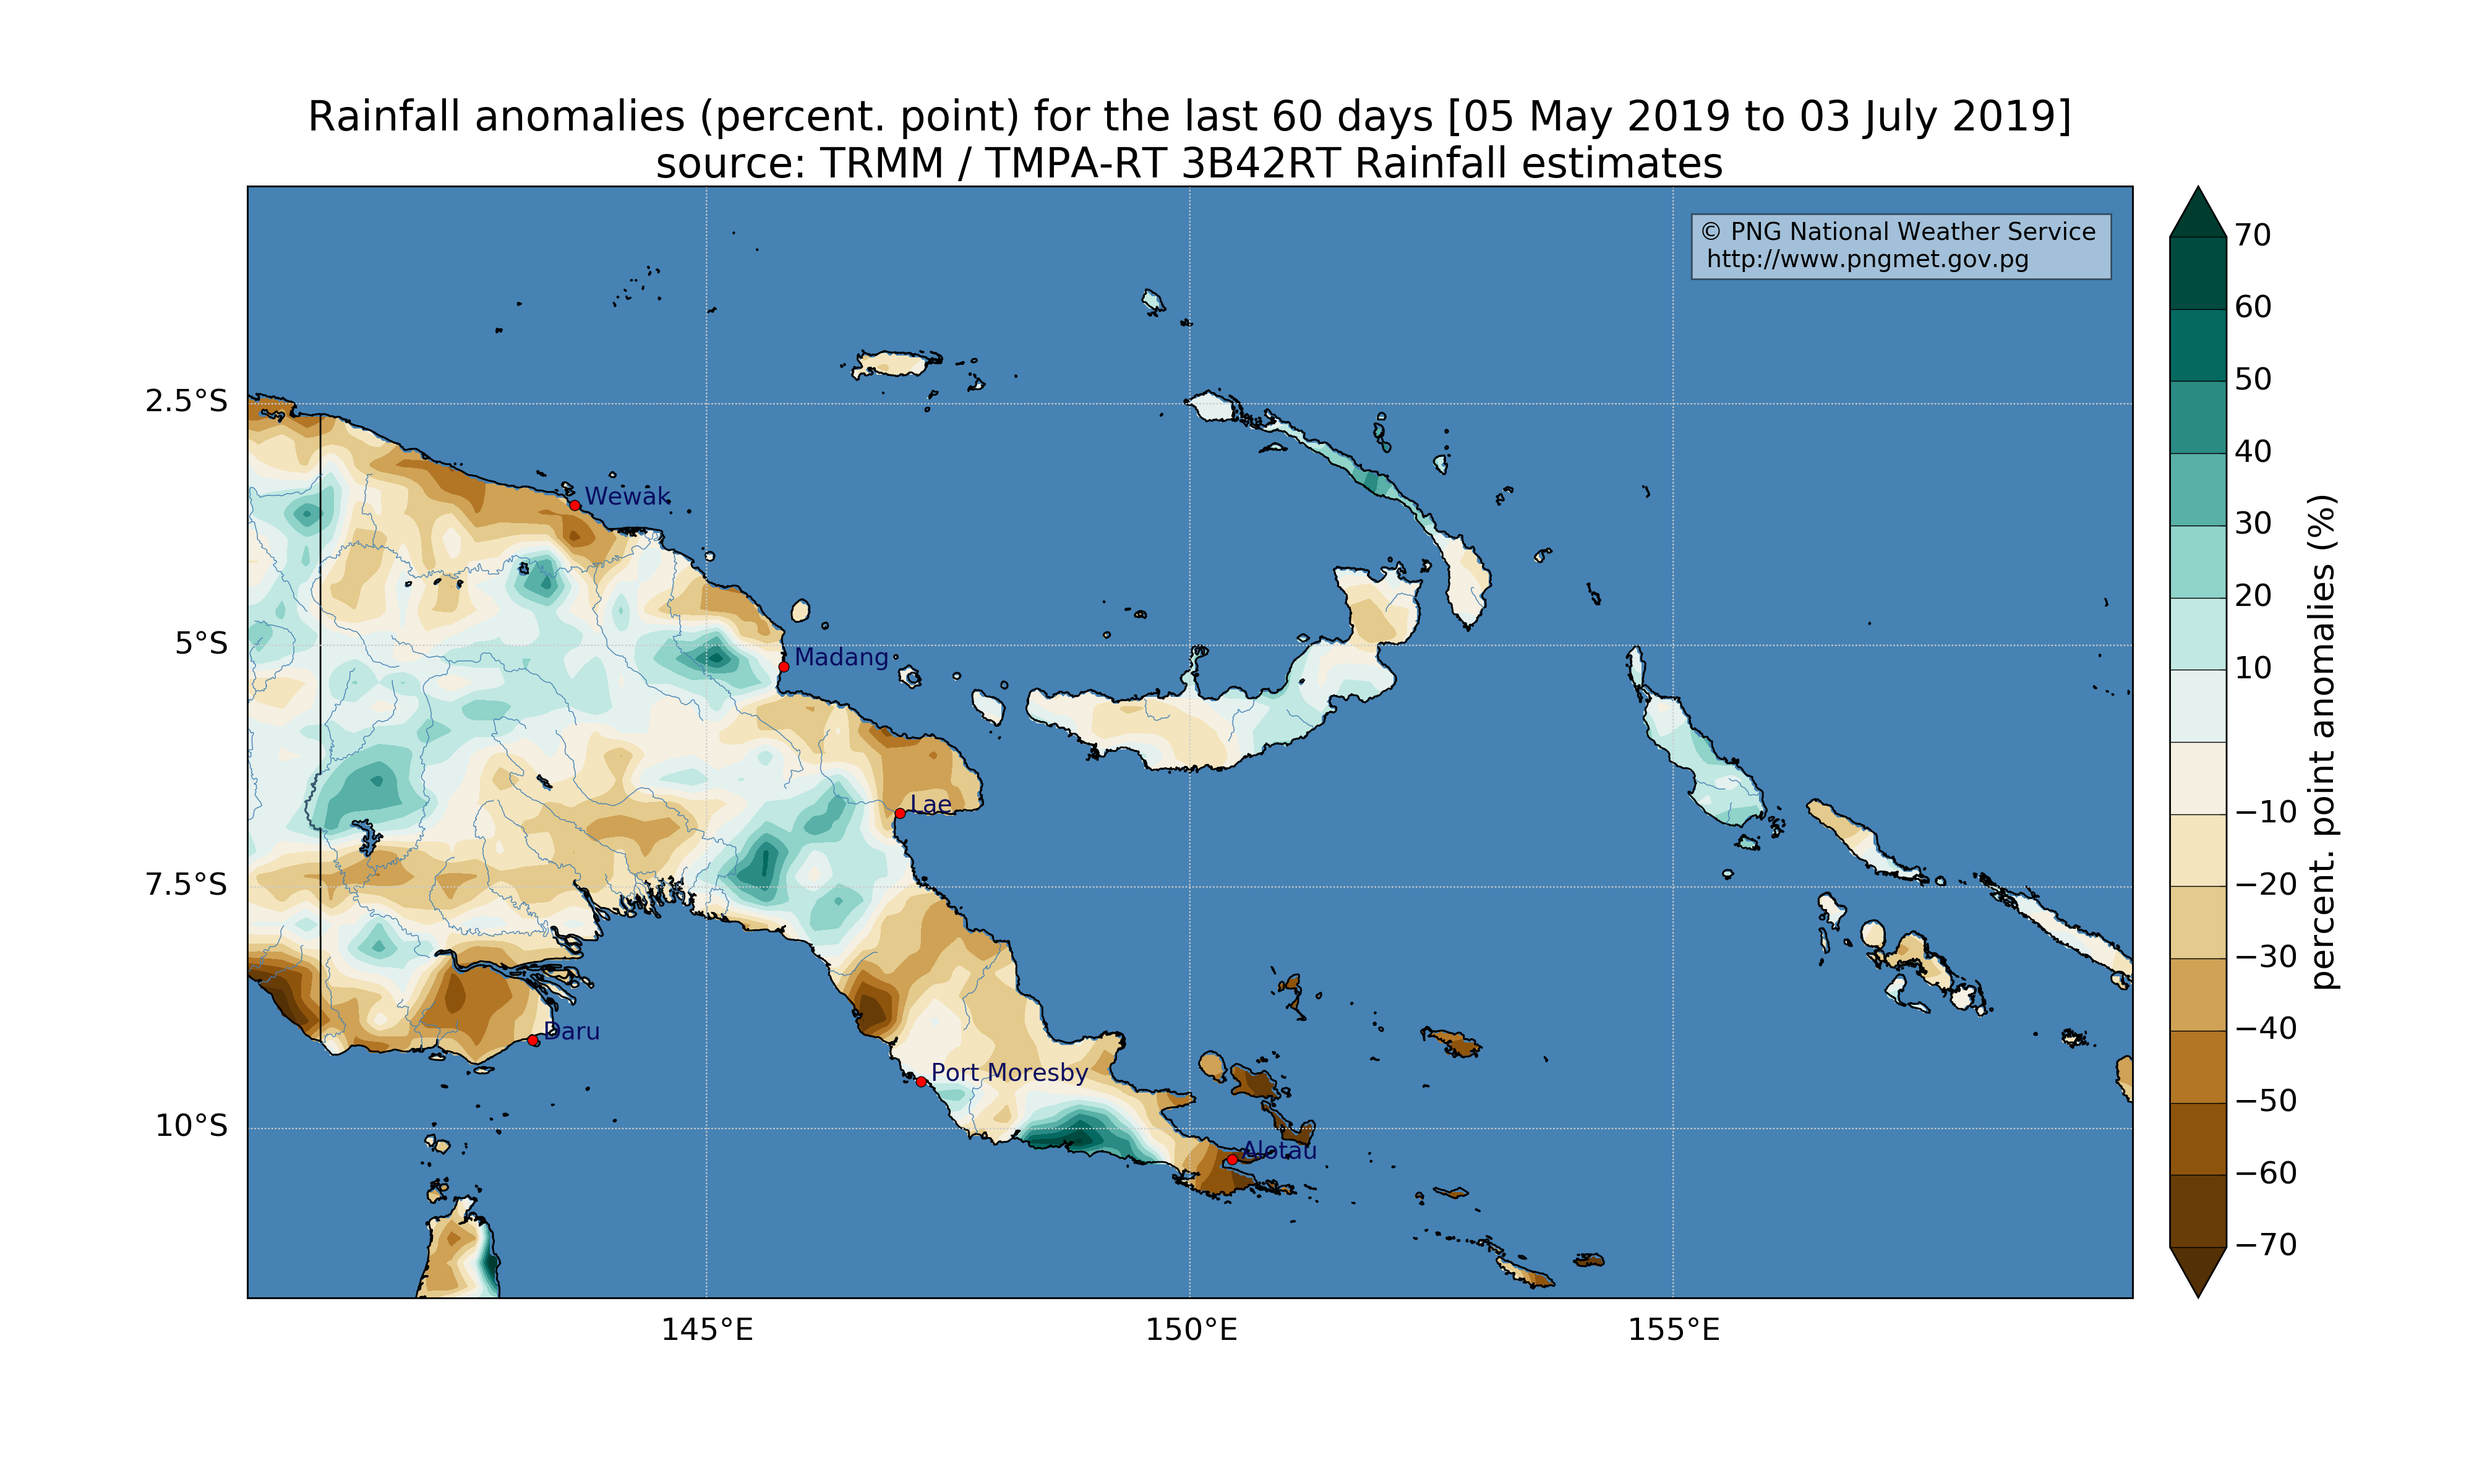 Rainfall anomalies (percent. point) for the last 60 days [05 May 2019 to 03 July 2019]
source: TRMM / TMPA-RT 3B42RT Rainfall estimates
© PNG National Weather Service
http://www.pngmet.gov.pg
2.5°S
5°S
7.5°S
10°S
145°E
150°E
155°E
Wewak
Madang
Lae
Daru
Port Moresby
Alotau
70
60
50
40
30
20
10
−10
−20
−30
−40
−50
−60
−70
percent. point anomalies (%)